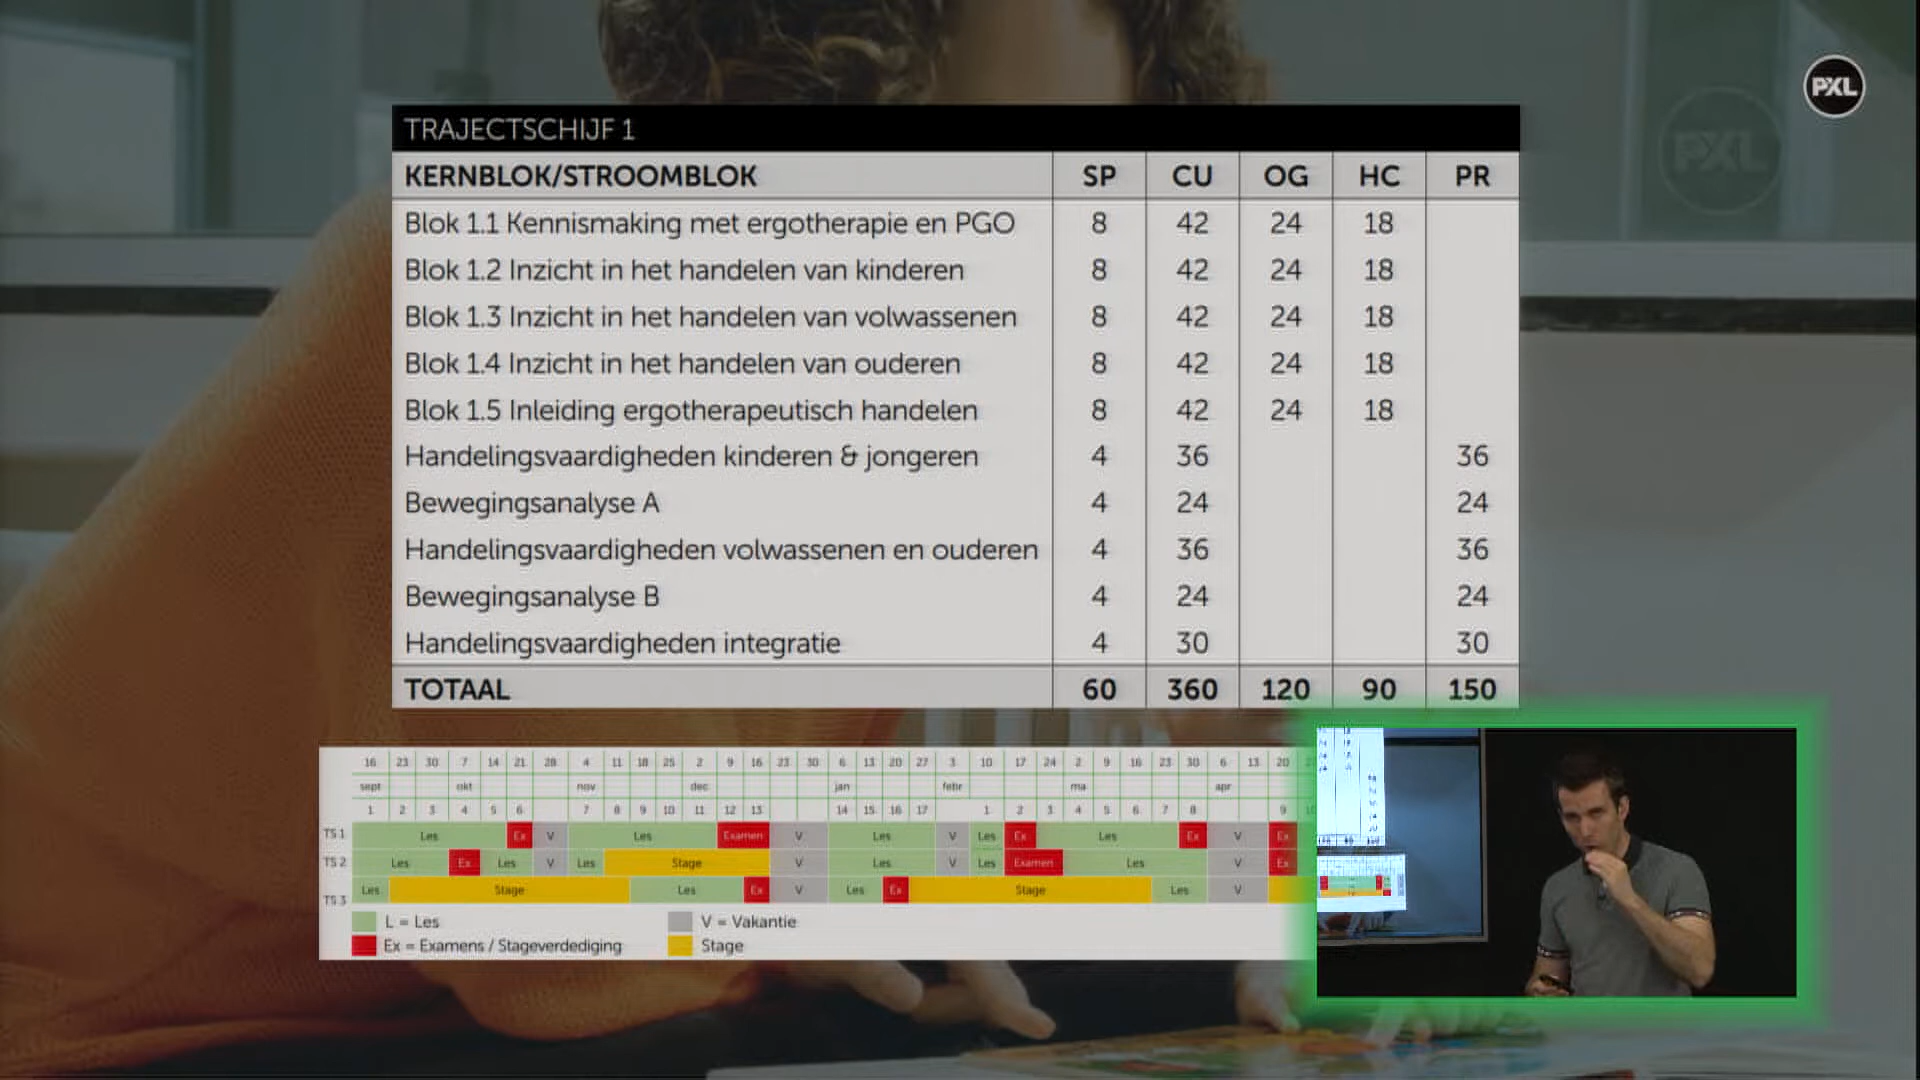 PXL
PXL
TRAJECTSCHIJF 1
KERNBLOK/STROOMBLOK SP CU OG HC PR
Blok 1.1 Kennismaking met ergotherapie en PGO 8 42 24 18
Blok 1.2 Inzicht in het handelen van kinderen 8 42 24 18
Blok 1.3 Inzicht in het handelen van volwassenen 8 42 24 18
Blok 1.4 Inzicht in het handelen van ouderen 8 42 24 18
Blok 1.5 Inleiding ergotherapeutisch handelen 8 42 24 18
Handelingsvaardigheden kinderen & jongeren 4 36 36
Bewegingsanalyse A 4 24 24
Handelingsvaardigheden volwassenen en ouderen 4 36 36
Bewegingsanalyse B 4 24 24
Handelingsvaardigheden integratie 4 30 30
TOTAAL 60 360 120 90 150
16 23 30 7 14 21 28 4 11 18 25 2 9 16 23 30 6 13 20 27 3 10 17 24 2 9 16 23 30 6 13 20
sept okt nov dec jan febr ma apr
1 2 3 4 5 6 7 8 9 10 11 12 13 14 15 16 17 1 2 3 4 5 6 7 8 9
TS 1 Les Ex V Les Examen V Les V Les Ex Les Ex V Ex
TS 2 Les Ex Les V Les Stage V Les V Les Examen Les V Ex
TS 3 Les Stage Les Ex V Les Ex Stage Les V
L = Les V = Vakantie
Ex = Examens / Stageverdediging Stage